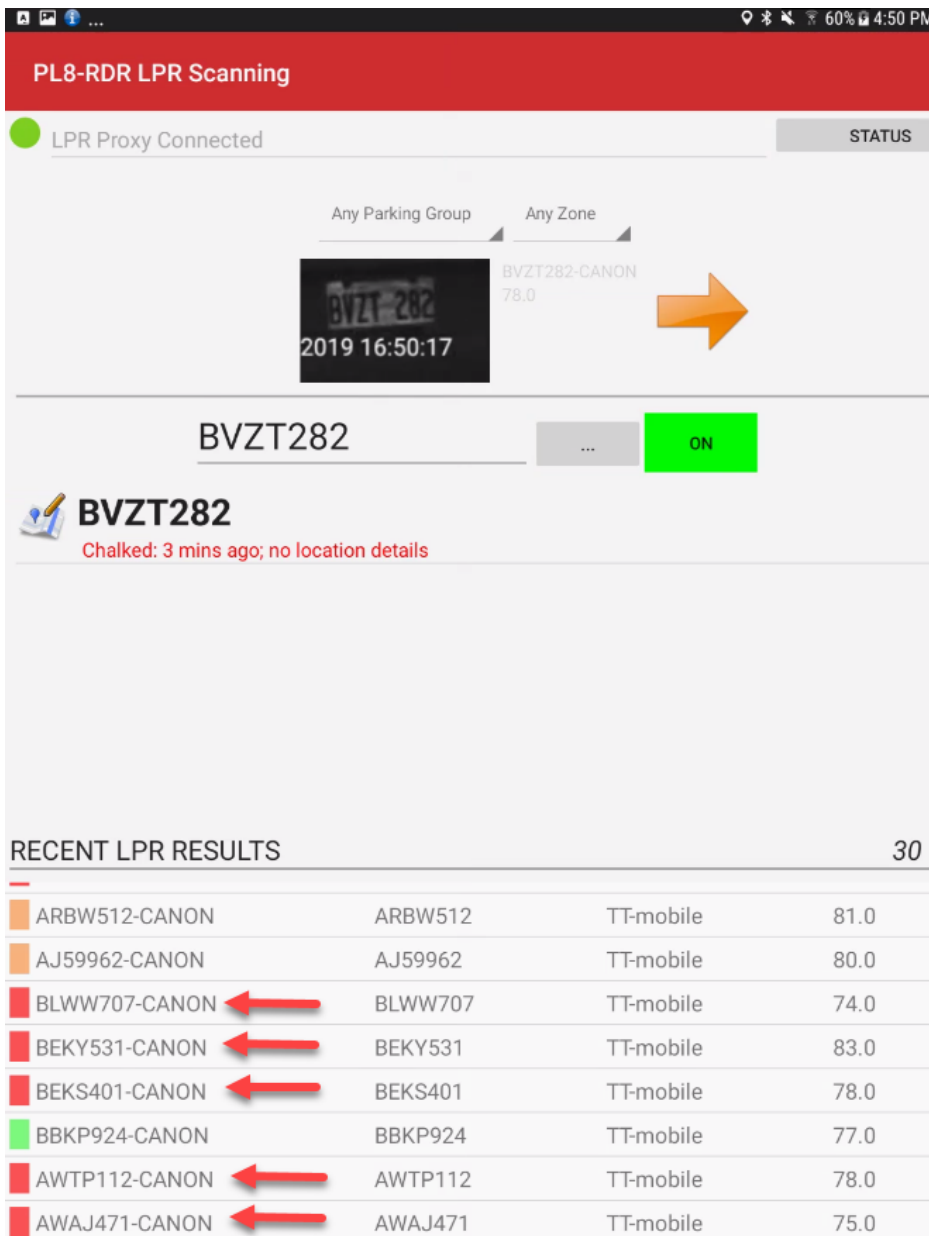 ... 60% 4:50 PM
PL8-RDR LPR Scanning
LPR Proxy Connected STATUS
Any Parking Group Any Zone
BVZT 282
2019 16:50:17
BVZT282-CANON
78.0
BVZT282 ... ON
BVZT282
Chalked: 3 mins ago; no location details
RECENT LPR RESULTS 30
ARBW512-CANON ARBW512 TT-mobile 81.0
AJ59962-CANON AJ59962 TT-mobile 80.0
BLWW707-CANON BLWW707 TT-mobile 74.0
BEKY531-CANON BEKY531 TT-mobile 83.0
BEKS401-CANON BEKS401 TT-mobile 78.0
BBKP924-CANON BBKP924 TT-mobile 77.0
AWTP112-CANON AWTP112 TT-mobile 78.0
AWAJ471-CANON AWAJ471 TT-mobile 75.0